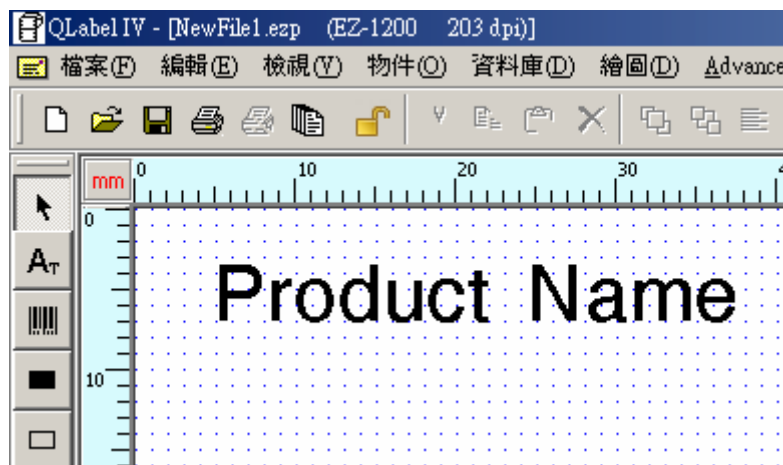 QLabel IV - [NewFile1.ezp (EZ-1200 203 dpi)]
檔案(F) 編輯(E) 檢視(V) 物件(O) 資料庫(D) 繪圖(D) Advance
mm 0 10 20 30
0
A T
Product Name
10